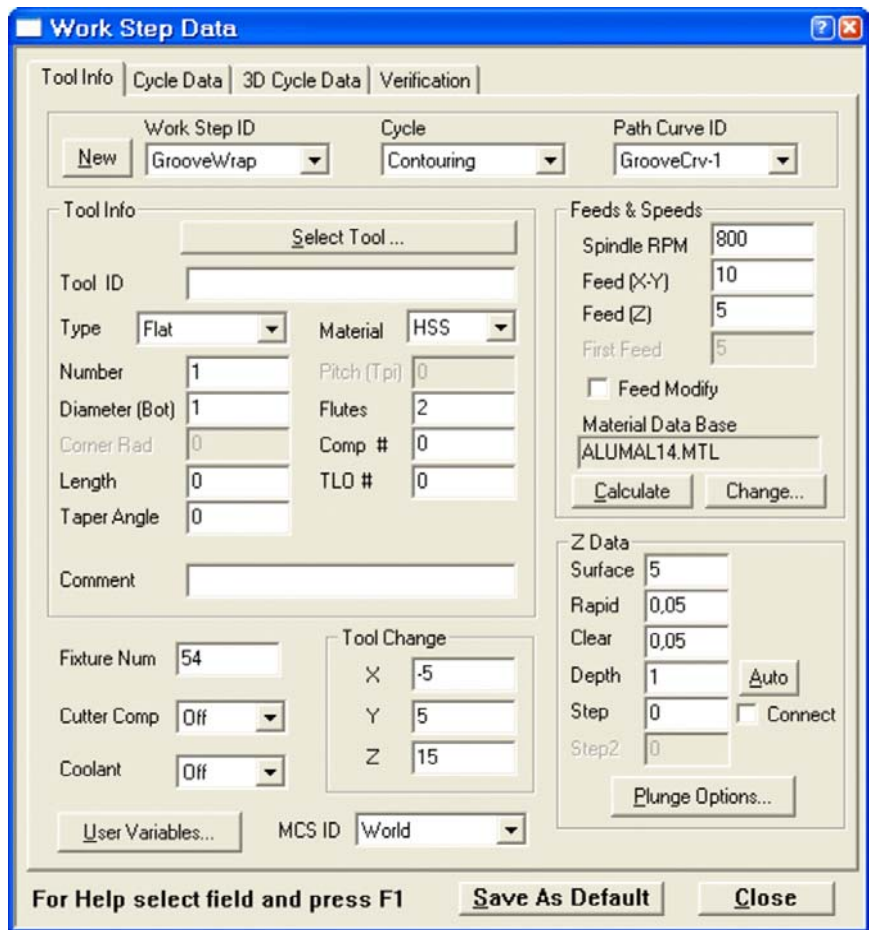 Work Step Data
Tool Info Cycle Data 3D Cycle Data Verification
Work Step ID Cycle Path Curve ID
New GrooveWrap Contouring GrooveCrv-1
Tool Info
Select Tool ...
Tool ID
Type Flat Material HSS
Number 1 Pitch (Tpi) 0
Diameter (Bot) 1 Flutes 2
Corner Rad 0 Comp # 0
Length 0 TLO # 0
Taper Angle 0
Comment
Feeds & Speeds
Spindle RPM 800
Feed (X-Y) 10
Feed (Z) 5
First Feed 5
Feed Modify
Material Data Base
ALUMAL14.MTL
Calculate Change...
Z Data
Surface 5
Rapid 0,05
Clear 0,05
Depth 1 Auto
Step 0 Connect
Step2 0
Plunge Options...
Fixture Num 54
Cutter Comp Off
Coolant Off
Tool Change
X -5
Y 5
Z 15
User Variables... MCS ID World
For Help select field and press F1 Save As Default Close